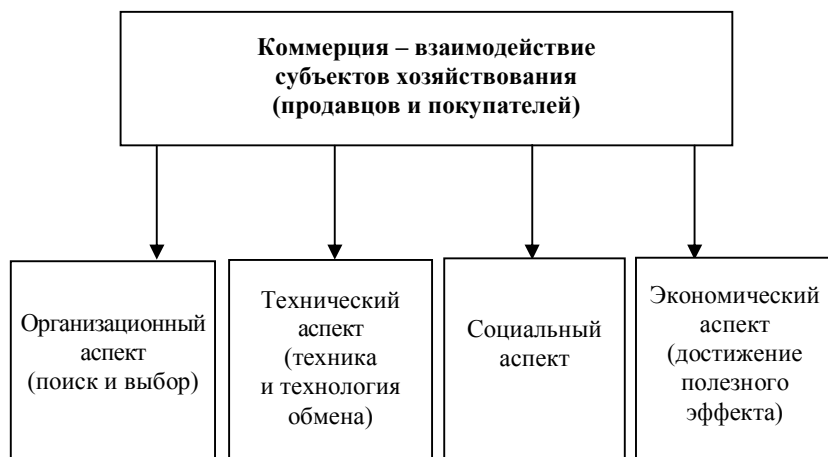 Коммерция – взаимодействие
субъектов хозяйствования
(продавцов и покупателей)
Организационный
аспект
(поиск и выбор)
Технический
аспект
(техника
и технология
обмена)
Социальный
аспект
Экономический
аспект
(достижение
полезного
эффекта)